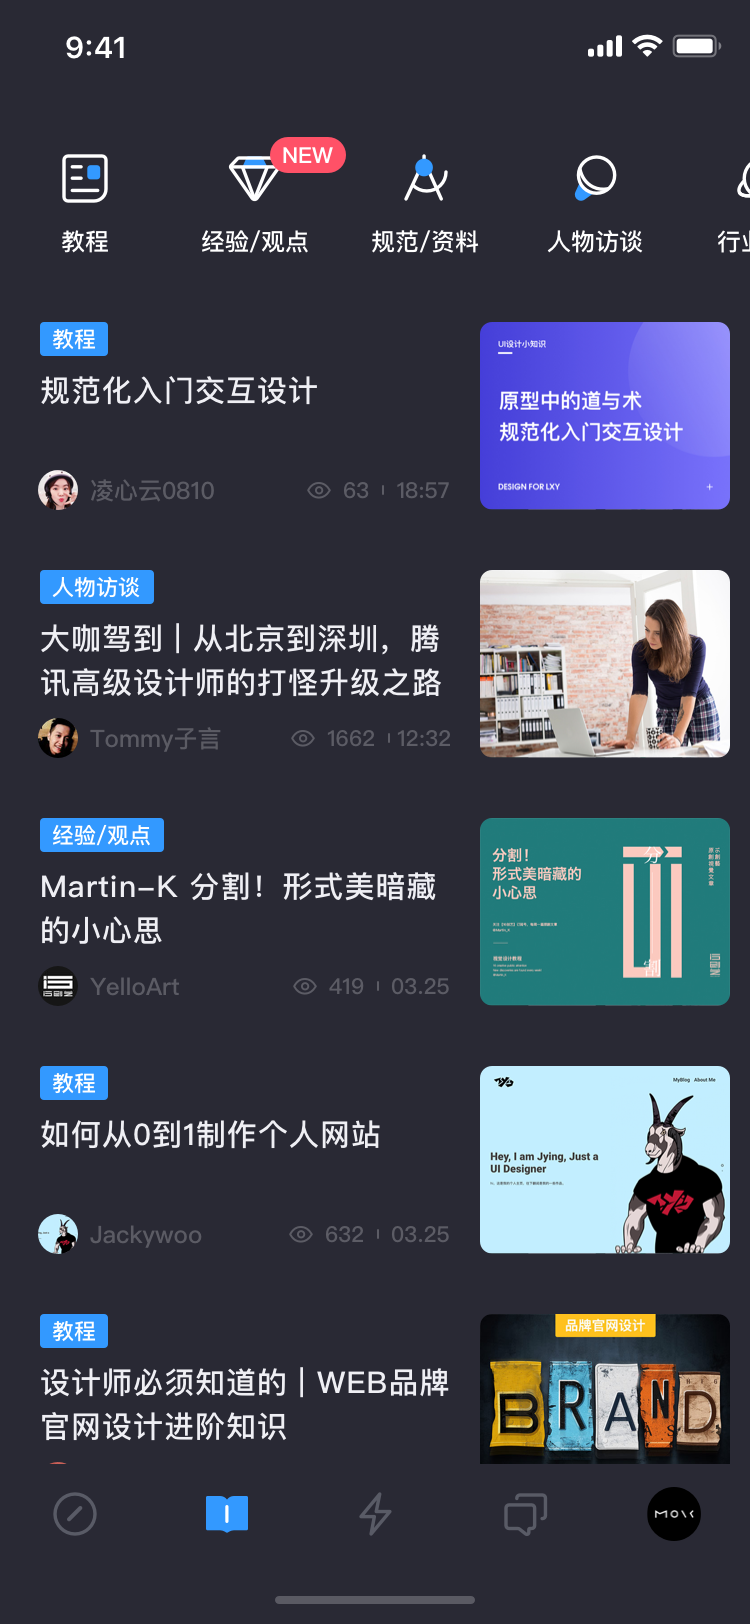 9:41
NEW
教程
经验/观点
规范/资料
人物访谈
行业
教程
规范化入门交互设计
凌心云0810
63
18:57
UI设计小知识
原型中的道与术
规范化入门交互设计
DESIGN FOR LXY
人物访谈
大咖驾到 | 从北京到深圳，腾
讯高级设计师的打怪升级之路
Tommy子言
1662
12:32
经验/观点
Martin-K 分割！形式美暗藏
的小心思
YelloArt
419
03.25
分割！
形式美暗藏的
小心思
分
割
教程
如何从0到1制作个人网站
Jackywoo
632
03.25
MyBlog About Me
Hey, I am Jying, Just a
UI Designer
教程
设计师必须知道的 | WEB品牌
官网设计进阶知识
品牌官网设计
BRAND